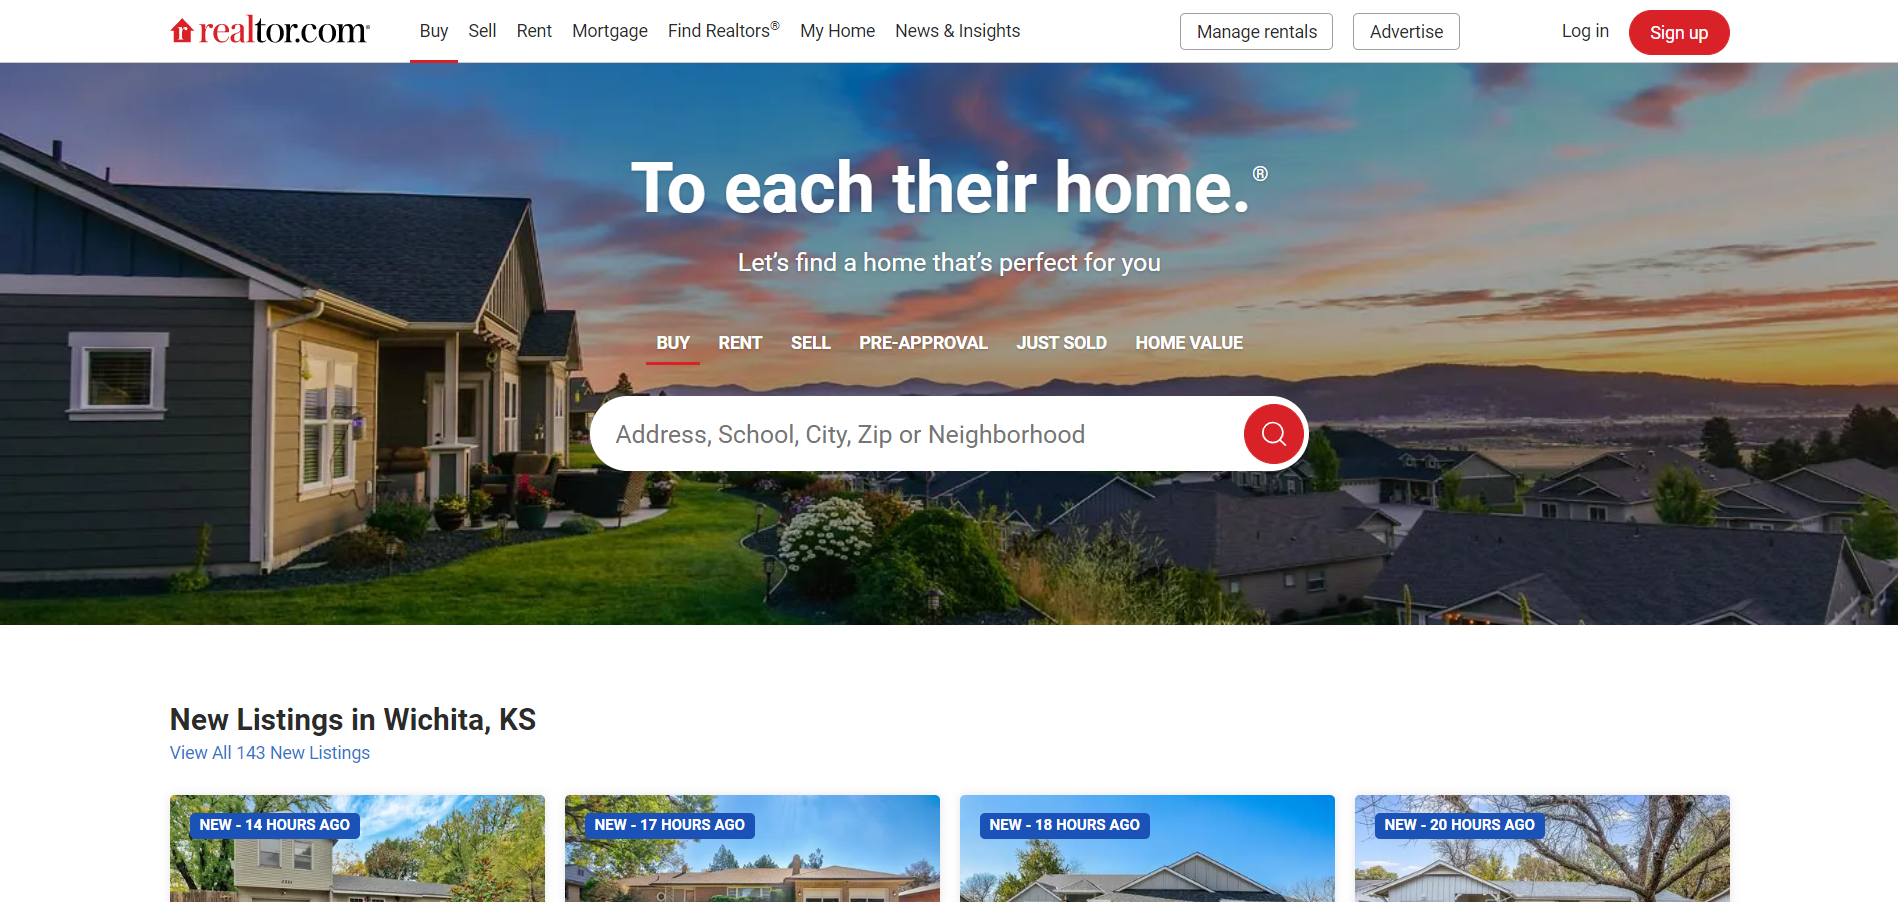 realtor.com®
Buy Sell Rent Mortgage Find Realtors® My Home News & Insights
Manage rentals Advertise Log in Sign up
To each their home.®
Let’s find a home that’s perfect for you
BUY RENT SELL PRE-APPROVAL JUST SOLD HOME VALUE
Address, School, City, Zip or Neighborhood
New Listings in Wichita, KS
View All 143 New Listings
NEW - 14 HOURS AGO
NEW - 17 HOURS AGO
NEW - 18 HOURS AGO
NEW - 20 HOURS AGO